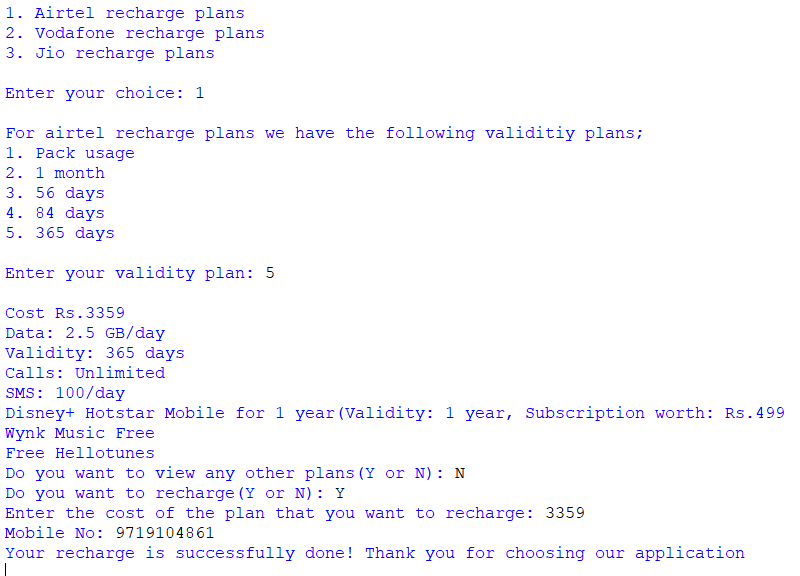 1. Airtel recharge plans
2. Vodafone recharge plans
3. Jio recharge plans
Enter your choice: 1
For airtel recharge plans we have the following validitiy plans;
1. Pack usage
2. 1 month
3. 56 days
4. 84 days
5. 365 days
Enter your validity plan: 5
Cost Rs.3359
Data: 2.5 GB/day
Validity: 365 days
Calls: Unlimited
SMS: 100/day
Disney+ Hotstar Mobile for 1 year(Validity: 1 year, Subscription worth: Rs.499
Wynk Music Free
Free Hellotunes
Do you want to view any other plans(Y or N): N
Do you want to recharge(Y or N): Y
Enter the cost of the plan that you want to recharge: 3359
Mobile No: 9719104861
Your recharge is successfully done! Thank you for choosing our application